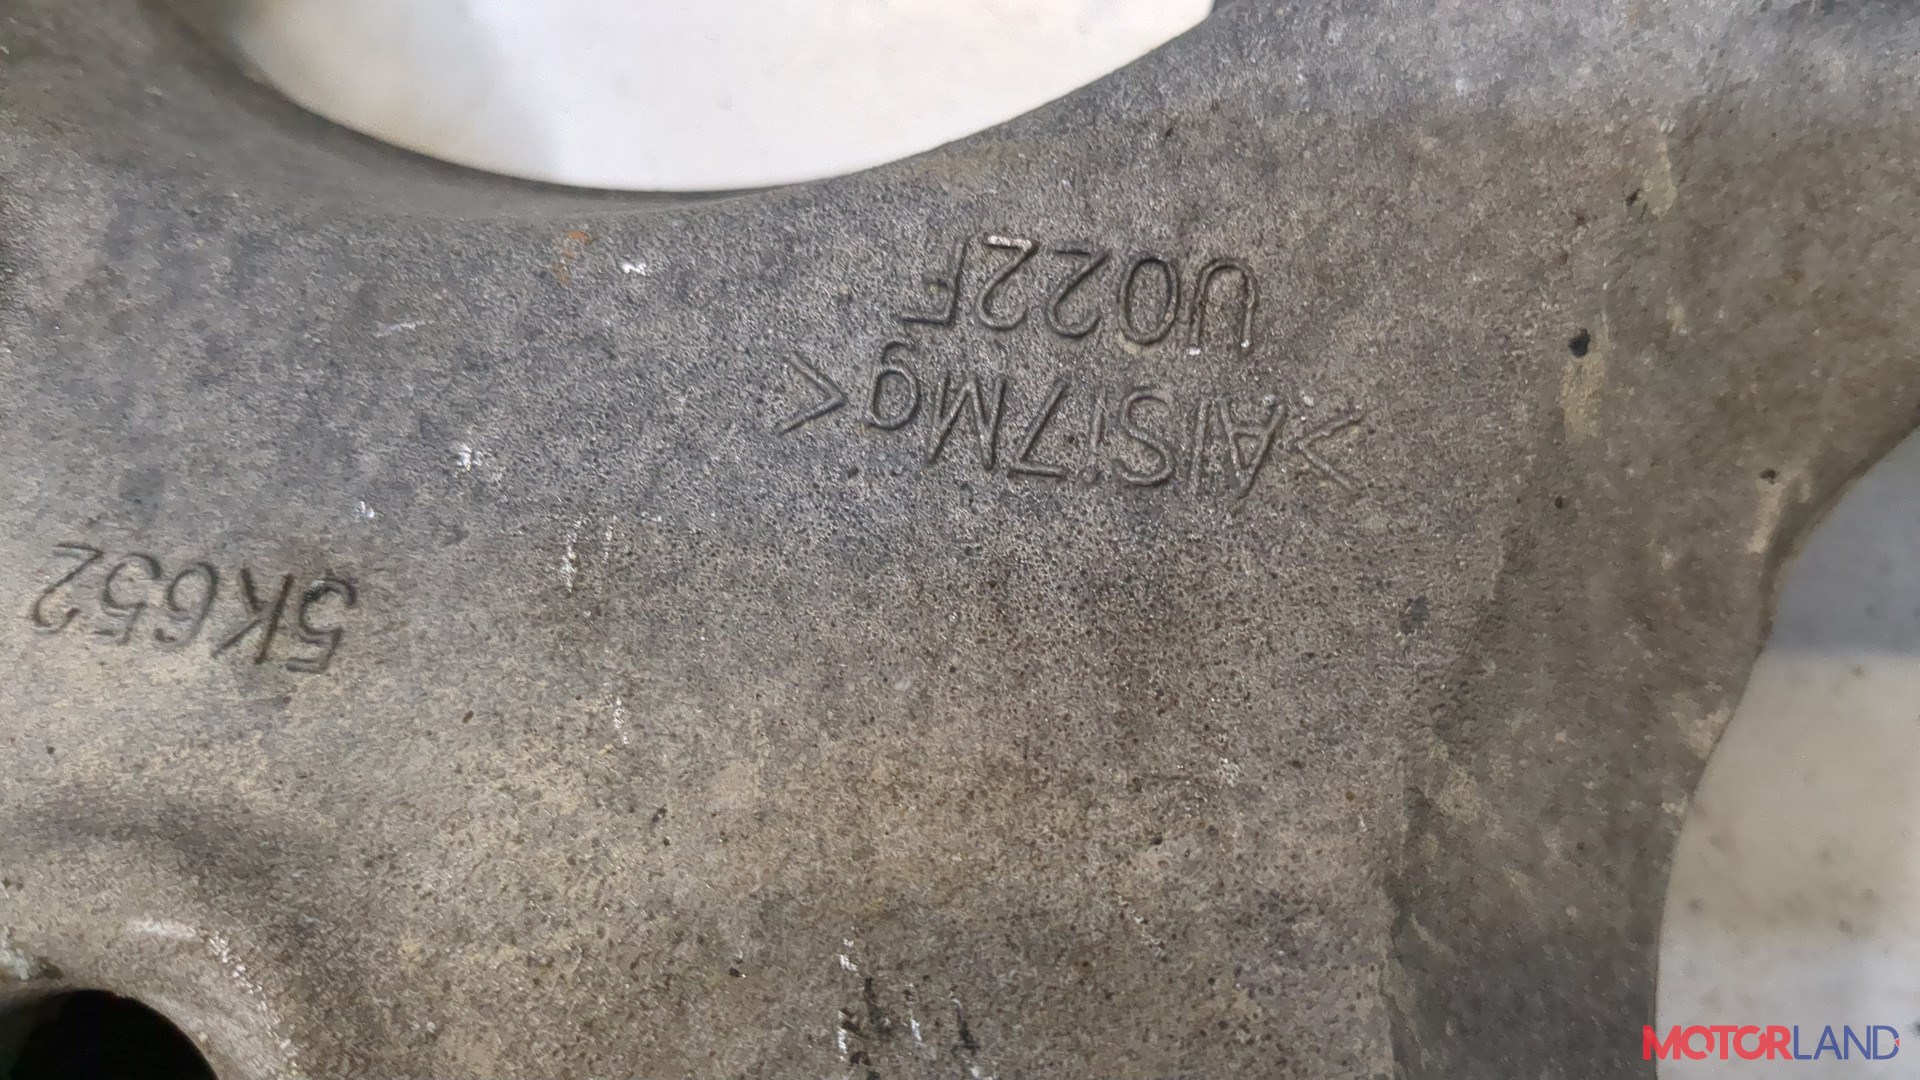 5K652
>AlSi7Mg<
U022F
MOTORLAND